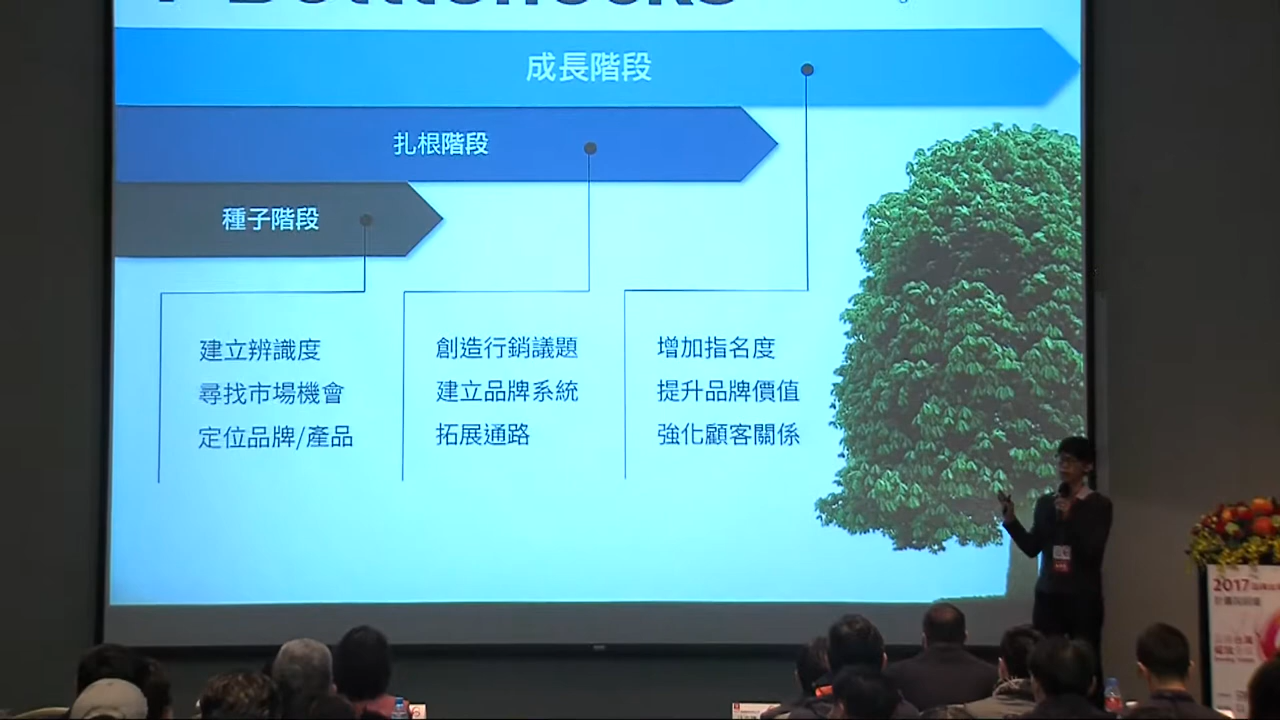 Bottlenecks
成長階段
扎根階段
種子階段
建立辨識度
尋找市場機會
定位品牌/產品
創造行銷議題
建立品牌系統
拓展通路
增加指名度
提升品牌價值
強化顧客關係
2017